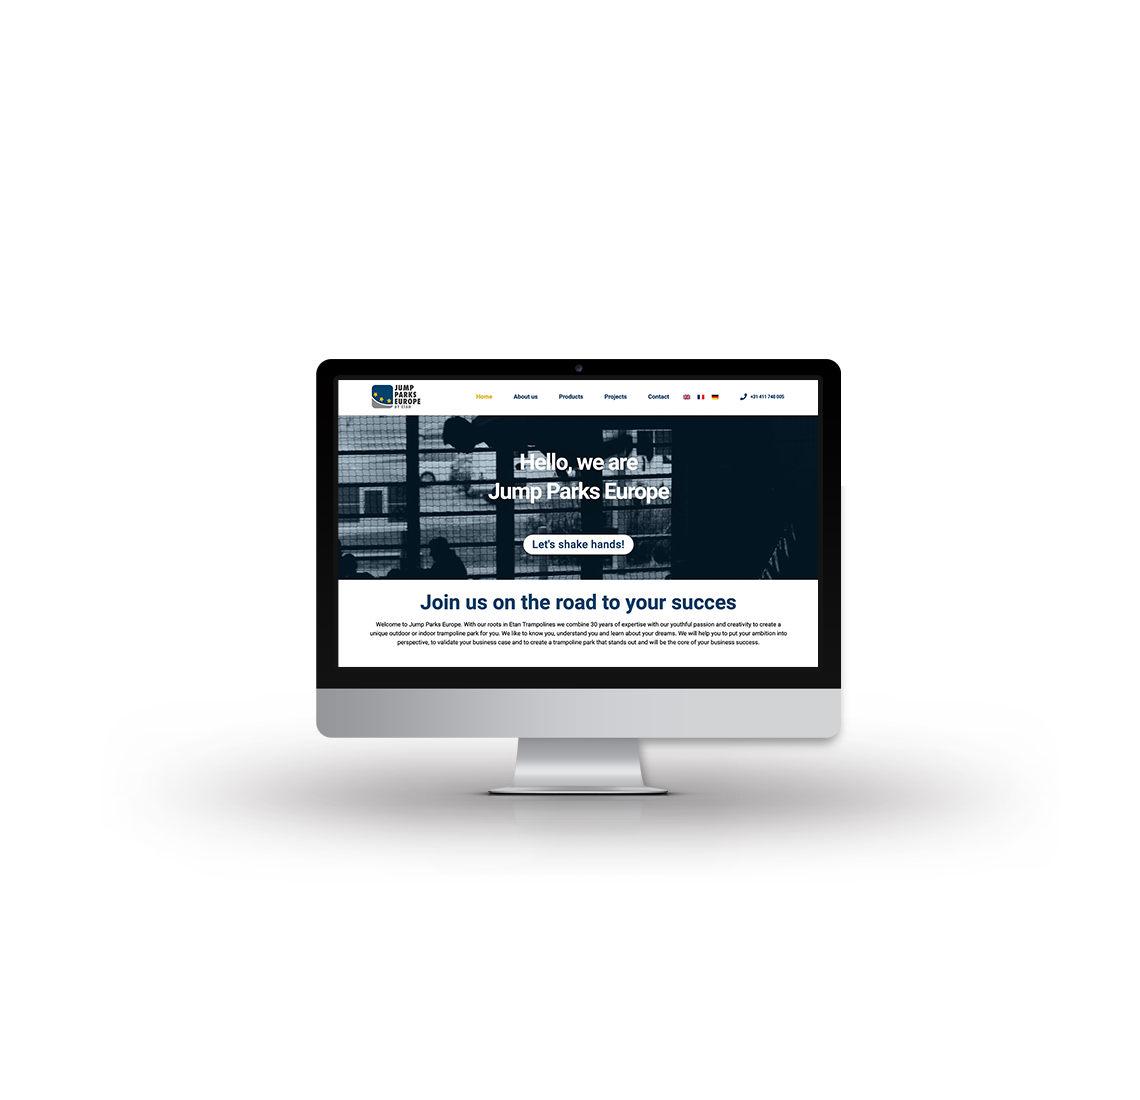 JUMP
PARKS
EUROPE
BY ETAN
Home About us Products Projects Contact +31 411 748 005
Hello, we are
Jump Parks Europe
Let's shake hands!
Join us on the road to your succes
Welcome to Jump Parks Europe. With our roots in Etan Trampolines we combine 30 years of expertise with our youthful passion and creativity to create a
unique outdoor or indoor trampoline park for you. We like to know you, understand you and learn about your dreams. We will help you to put your ambition into
perspective, to validate your business case and to create a trampoline park that stands out and will be the core of your business success.